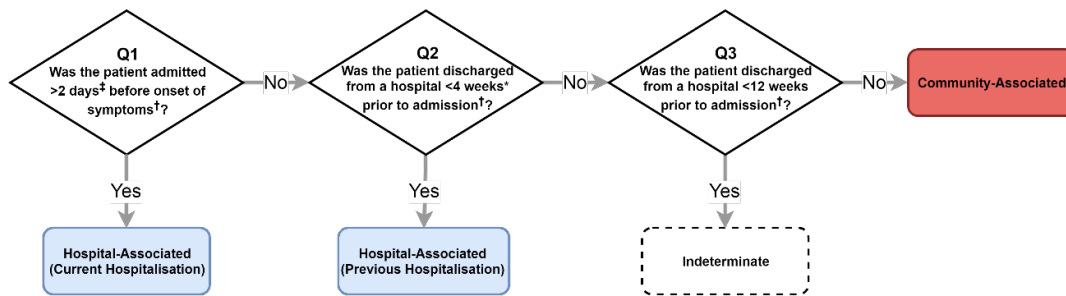 Q1
Was the patient admitted
>2 days‡ before onset of
symptoms†?
No
Q2
Was the patient discharged
from a hospital <4 weeks*
prior to admission†?
No
Q3
Was the patient discharged
from a hospital <12 weeks
prior to admission†?
No
Community-Associated
Yes
Yes
Yes
Hospital-Associated
(Current Hospitalisation)
Hospital-Associated
(Previous Hospitalisation)
Indeterminate